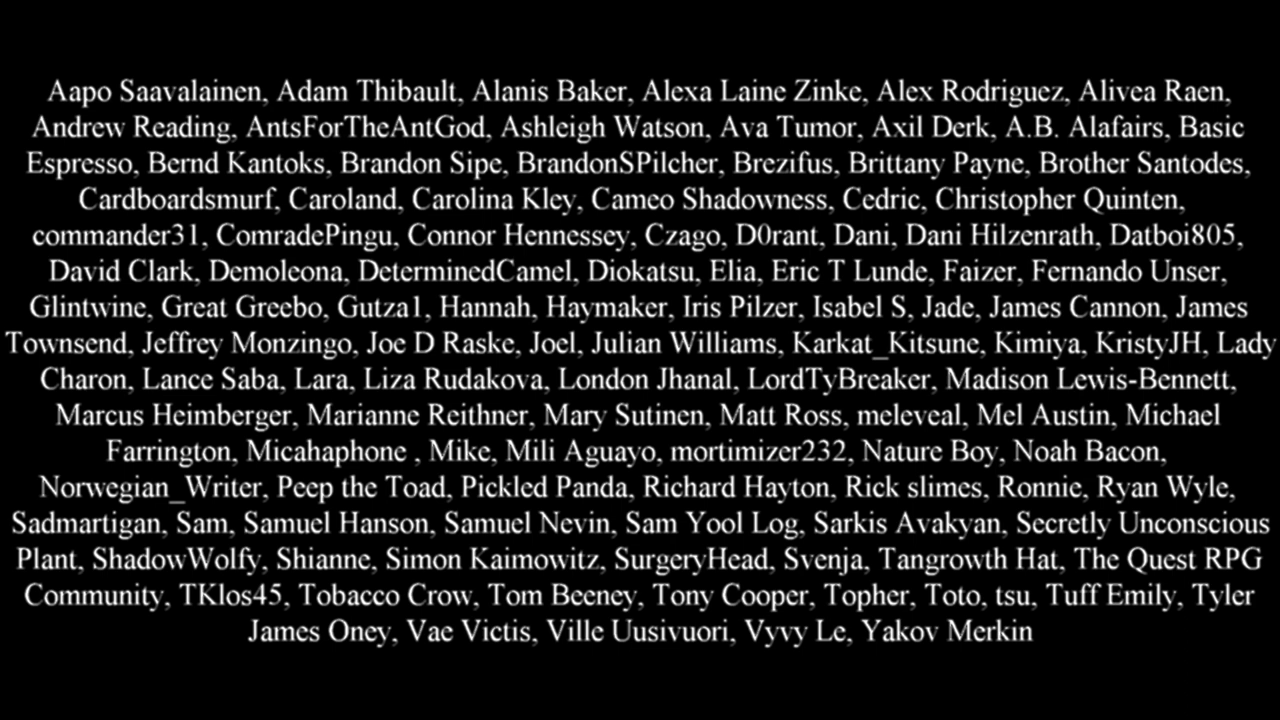 Aapo Saavalainen, Adam Thibault, Alanis Baker, Alexa Laine Zinke, Alex Rodriguez, Alivea Raen,
Andrew Reading, AntsForTheAntGod, Ashleigh Watson, Ava Tumor, Axil Derk, A.B. Alafairs, Basic
Espresso, Bernd Kantoks, Brandon Sipe, BrandonSPilcher, Brezifus, Brittany Payne, Brother Santodes,
Cardboardsmurf, Caroland, Carolina Kley, Cameo Shadowness, Cedric, Christopher Quinten,
commander31, ComradePingu, Connor Hennessey, Czago, D0rant, Dani, Dani Hilzenrath, Datboi805,
David Clark, Demoleona, DeterminedCamel, Diokatsu, Elia, Eric T Lunde, Faizer, Fernando Unser,
Glintwine, Great Greebo, Gutza1, Hannah, Haymaker, Iris Pilzer, Isabel S, Jade, James Cannon, James
Townsend, Jeffrey Monzingo, Joe D Raske, Joel, Julian Williams, Karkat_Kitsune, Kimiya, KristyJH, Lady
Charon, Lance Saba, Lara, Liza Rudakova, London Jhanal, LordTyBreaker, Madison Lewis-Bennett,
Marcus Heimberger, Marianne Reithner, Mary Sutinen, Matt Ross, meleveal, Mel Austin, Michael
Farrington, Micahaphone , Mike, Mili Aguayo, mortimizer232, Nature Boy, Noah Bacon,
Norwegian_Writer, Peep the Toad, Pickled Panda, Richard Hayton, Rick slimes, Ronnie, Ryan Wyle,
Sadmartigan, Sam, Samuel Hanson, Samuel Nevin, Sam Yool Log, Sarkis Avakyan, Secretly Unconscious
Plant, ShadowWolfy, Shianne, Simon Kaimowitz, SurgeryHead, Svenja, Tangrowth Hat, The Quest RPG
Community, TKlos45, Tobacco Crow, Tom Beeney, Tony Cooper, Topher, Toto, tsu, Tuff Emily, Tyler
James Oney, Vae Victis, Ville Uusivuori, Vyvy Le, Yakov Merkin